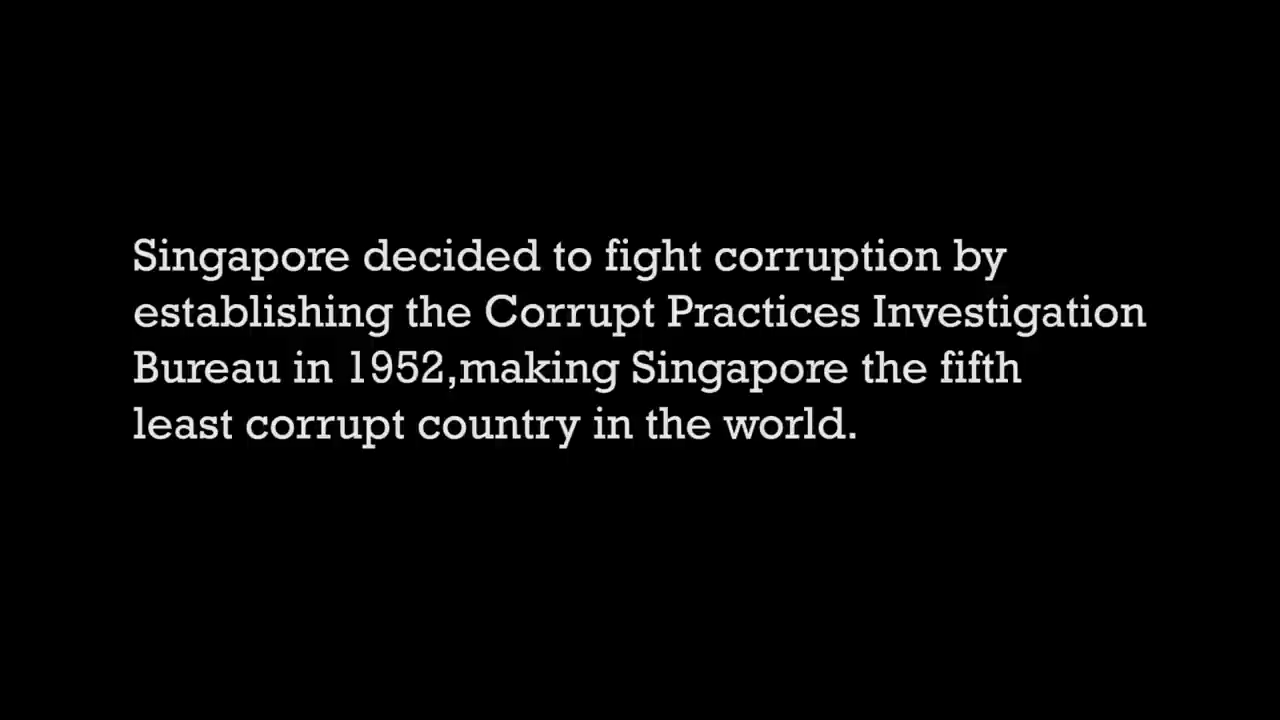 Singapore decided to fight corruption by
establishing the Corrupt Practices Investigation
Bureau in 1952,making Singapore the fifth
least corrupt country in the world.